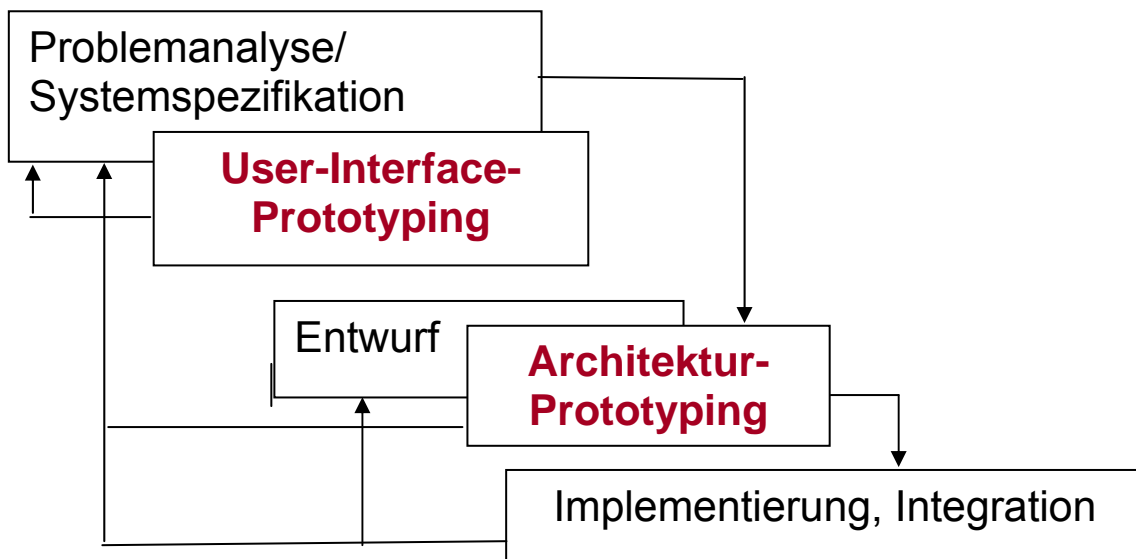 Problemanalyse/
Systemspezifikation
User-Interface-
Prototyping
Entwurf
Architektur-
Prototyping
Implementierung, Integration